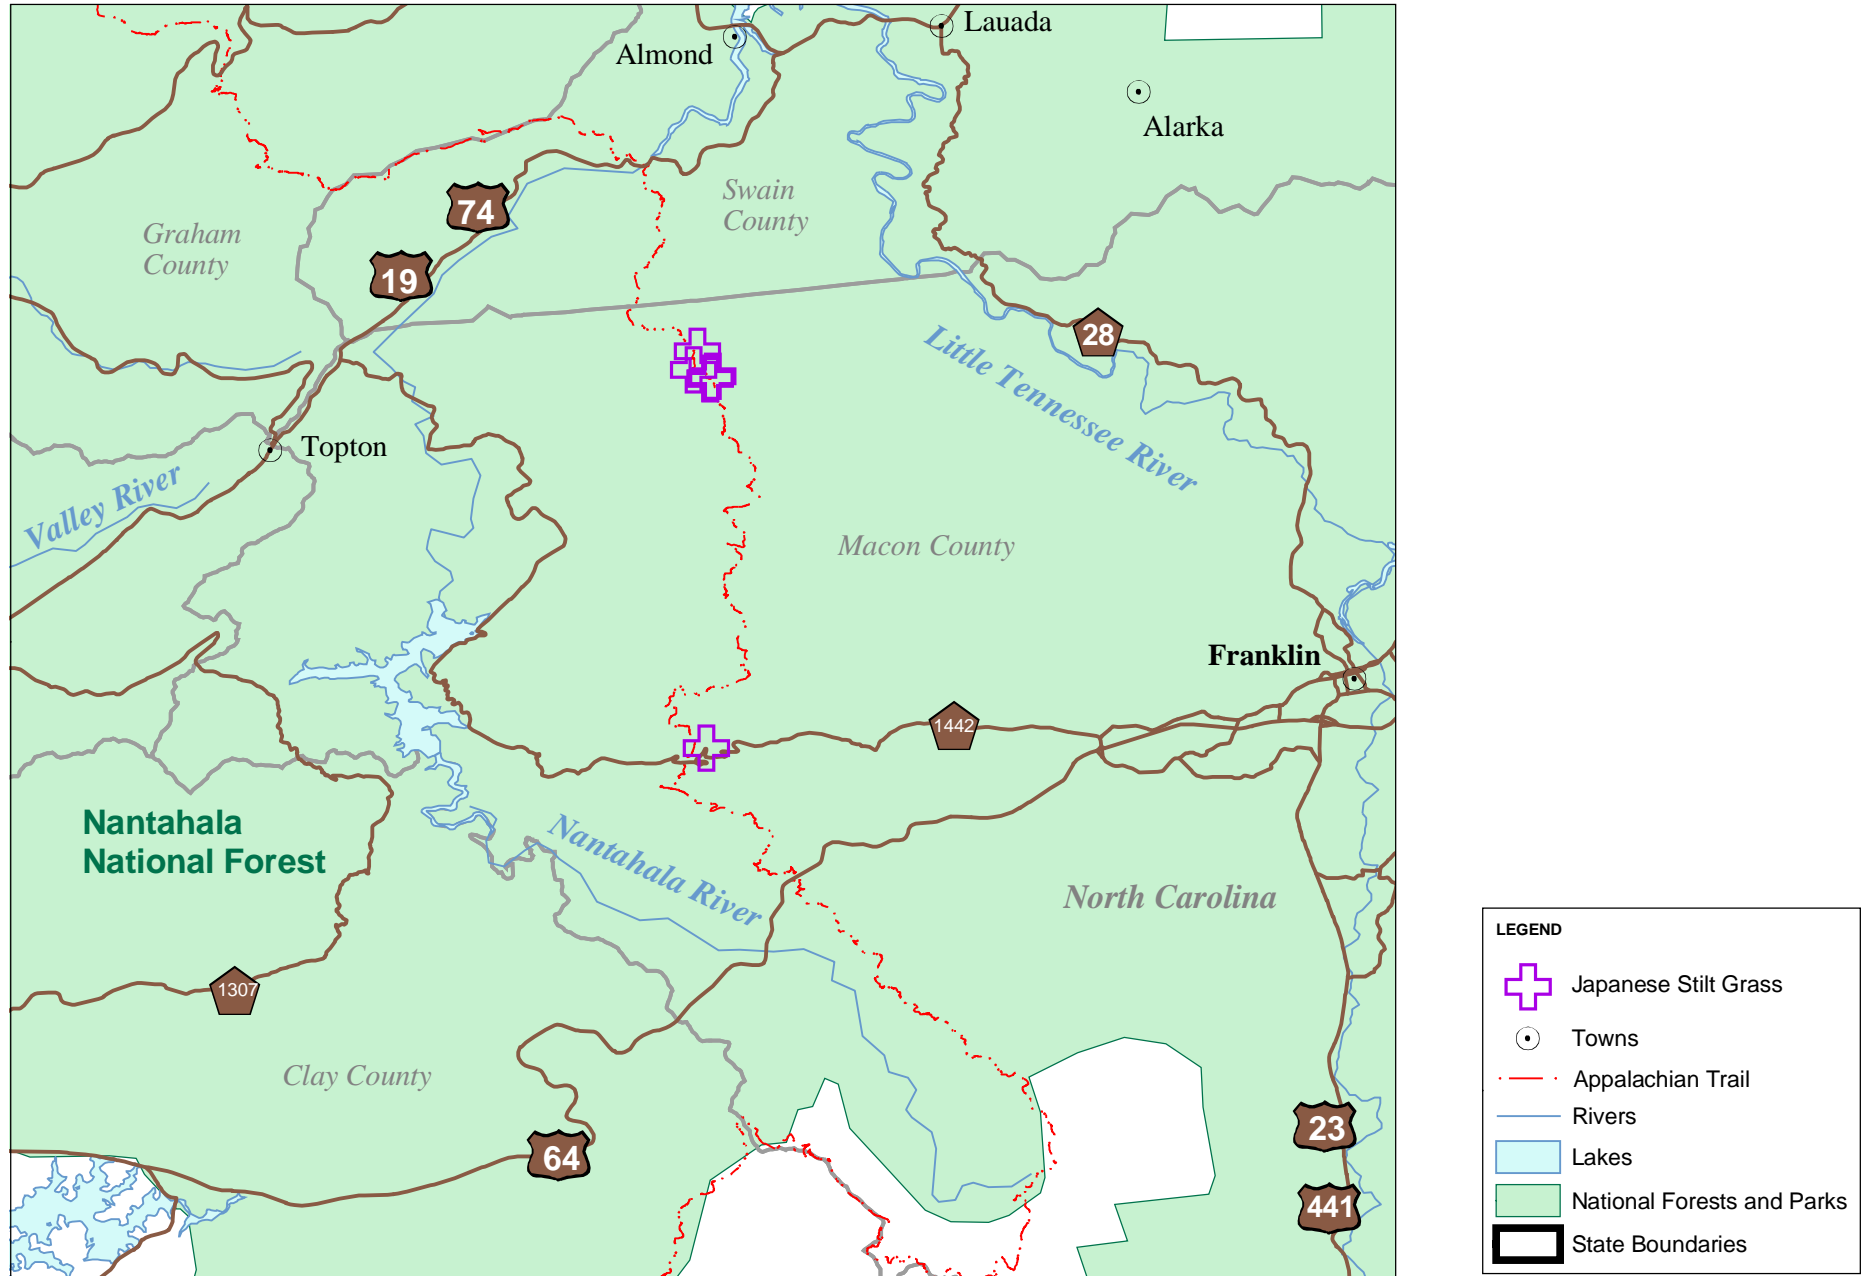 Lauada
Almond
Alarka
Swain
County
74
Graham
County
19
28
Little Tennessee River
Topton
Valley River
Macon County
Franklin
1442
Nantahala
National Forest
Nantahala River
North Carolina
1307
Clay County
64
23
441
LEGEND
Japanese Stilt Grass
Towns
Appalachian Trail
Rivers
Lakes
National Forests and Parks
State Boundaries